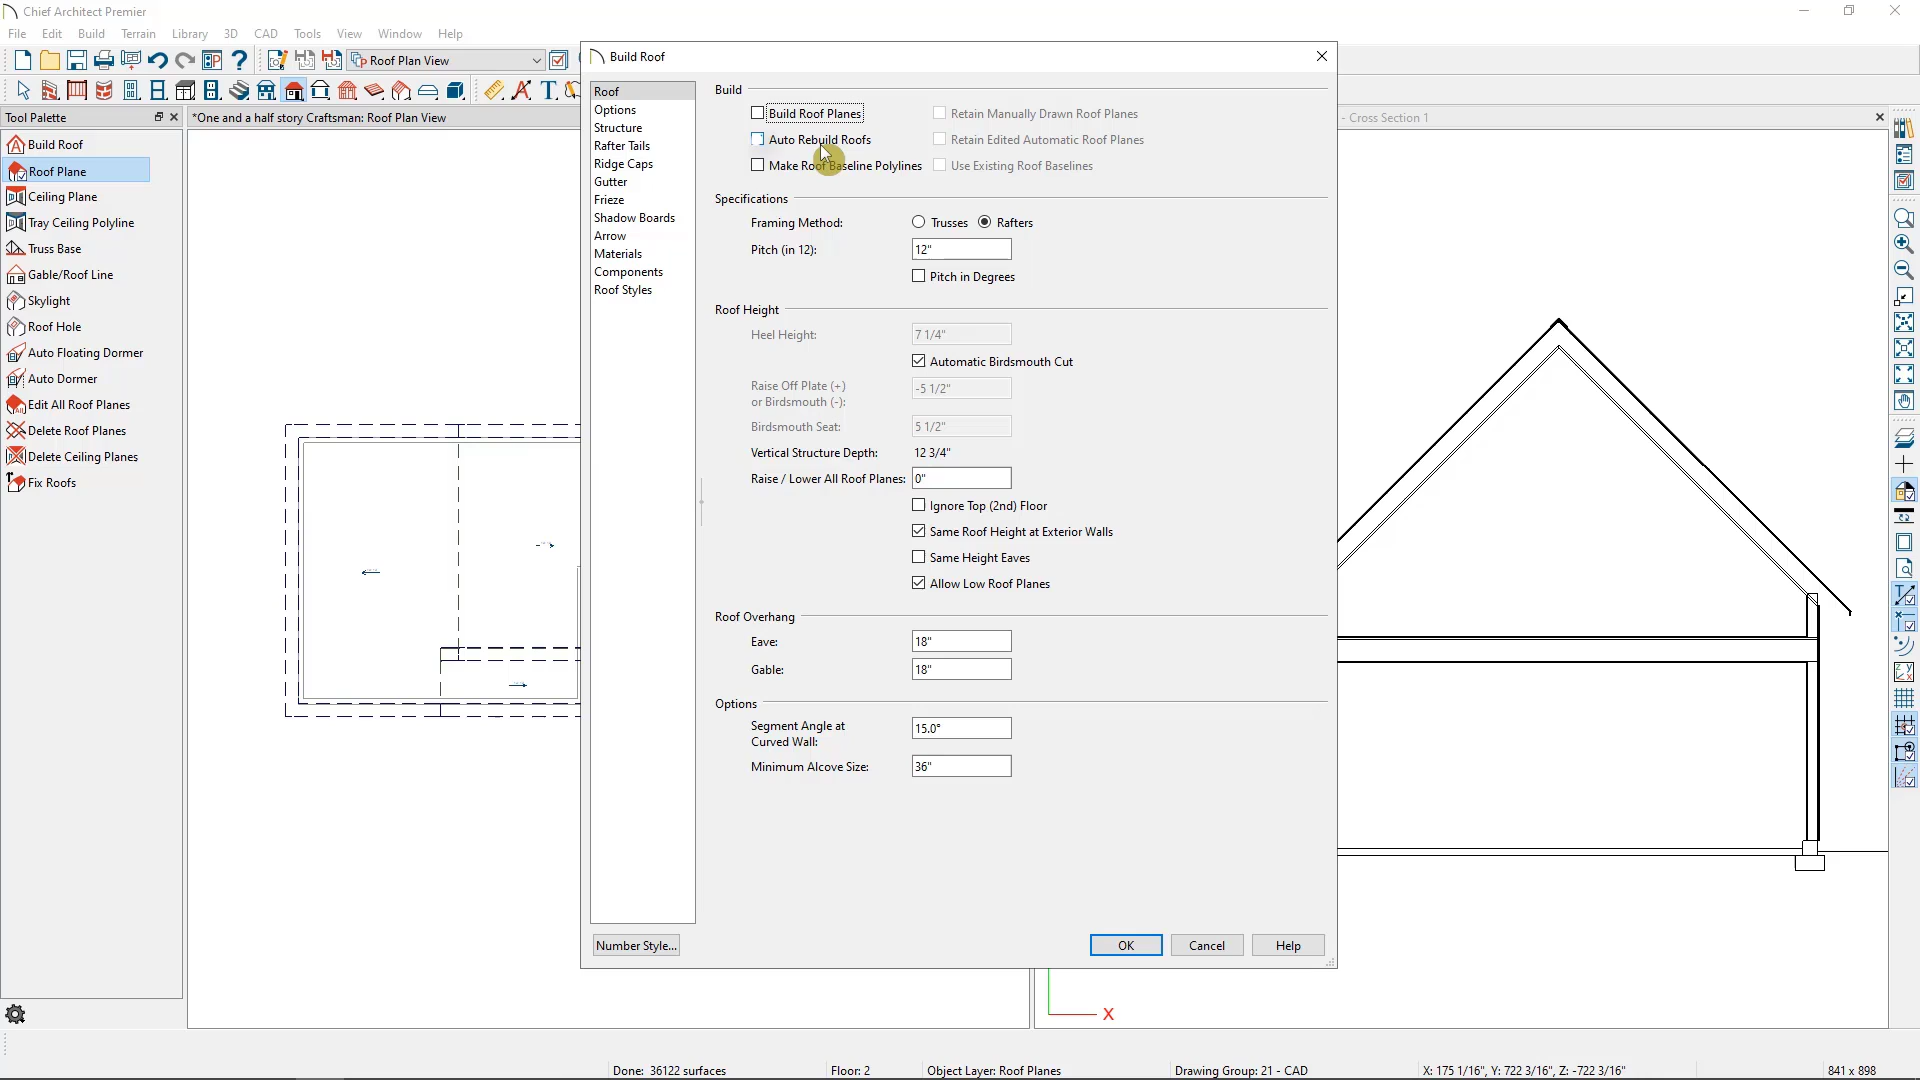 Chief Architect Premier
File Edit Build Terrain Library 3D CAD Tools View Window Help
Roof Plan View
Tool Palette
*One and a half story Craftsman: Roof Plan View
- Cross Section 1
Build Roof
Roof Plane
Ceiling Plane
Tray Ceiling Polyline
Truss Base
Gable/Roof Line
Skylight
Roof Hole
Auto Floating Dormer
Auto Dormer
Edit All Roof Planes
Delete Roof Planes
Delete Ceiling Planes
Fix Roofs
Build Roof
Roof
Options
Structure
Rafter Tails
Ridge Caps
Gutter
Frieze
Shadow Boards
Arrow
Materials
Components
Roof Styles
Build
Build Roof Planes Retain Manually Drawn Roof Planes
Auto Rebuild Roofs Retain Edited Automatic Roof Planes
Make Roof Baseline Polylines Use Existing Roof Baselines
Specifications
Framing Method: Trusses Rafters
Pitch (in 12): 12"
Pitch in Degrees
Roof Height
Heel Height: 7 1/4"
Automatic Birdsmouth Cut
Raise Off Plate (+)
or Birdsmouth (-): -5 1/2"
Birdsmouth Seat: 5 1/2"
Vertical Structure Depth: 12 3/4"
Raise / Lower All Roof Planes: 0"
Ignore Top (2nd) Floor
Same Roof Height at Exterior Walls
Same Height Eaves
Allow Low Roof Planes
Roof Overhang
Eave: 18"
Gable: 18"
Options
Segment Angle at
Curved Wall: 15.0°
Minimum Alcove Size: 36"
Number Style... OK Cancel Help
X
Done: 36122 surfaces Floor: 2 Object Layer: Roof Planes Drawing Group: 21 - CAD X: 175 1/16", Y: 722 3/16", Z: -722 3/16" 841 x 898